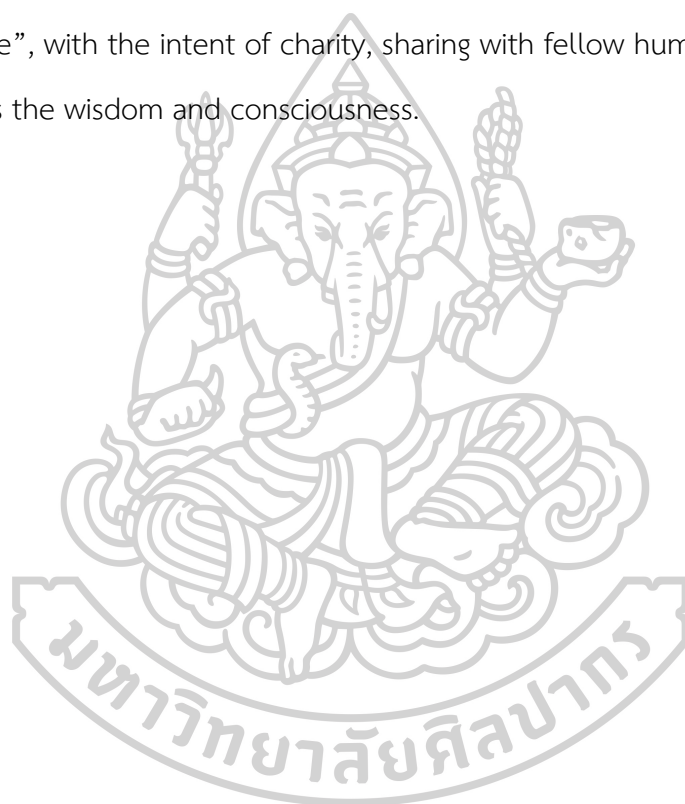 e”, with the intent of charity, sharing with fellow hum
s the wisdom and consciousness.
มหาวิทยาลัยศิลปากร